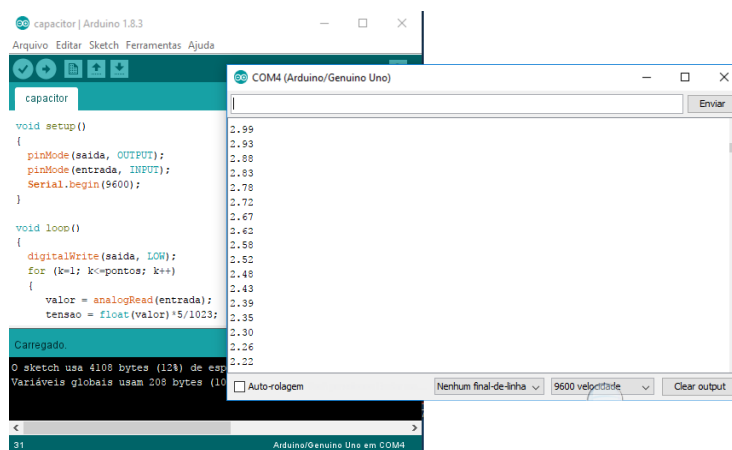 capacitor | Arduino 1.8.3
Arquivo Editar Sketch Ferramentas Ajuda
capacitor
void setup()
{
pinMode(saida, OUTPUT);
pinMode(entrada, INPUT);
Serial.begin(9600);
}
void loop()
{
digitalWrite(saida, LOW);
for (k=1; k<=pontos; k++)
{
valor = analogRead(entrada);
tensao = float(valor)*5/1023;
Carregado.
O sketch usa 4108 bytes (12%) de esp
Variáveis globais usam 208 bytes (10
31
Arduino/Genuino Uno em COM4
COM4 (Arduino/Genuino Uno)
Enviar
2.99
2.93
2.88
2.83
2.78
2.72
2.67
2.62
2.58
2.52
2.48
2.43
2.39
2.35
2.30
2.26
2.22
Auto-rolagem
Nenhum final-de-linha
9600 velocidade
Clear output